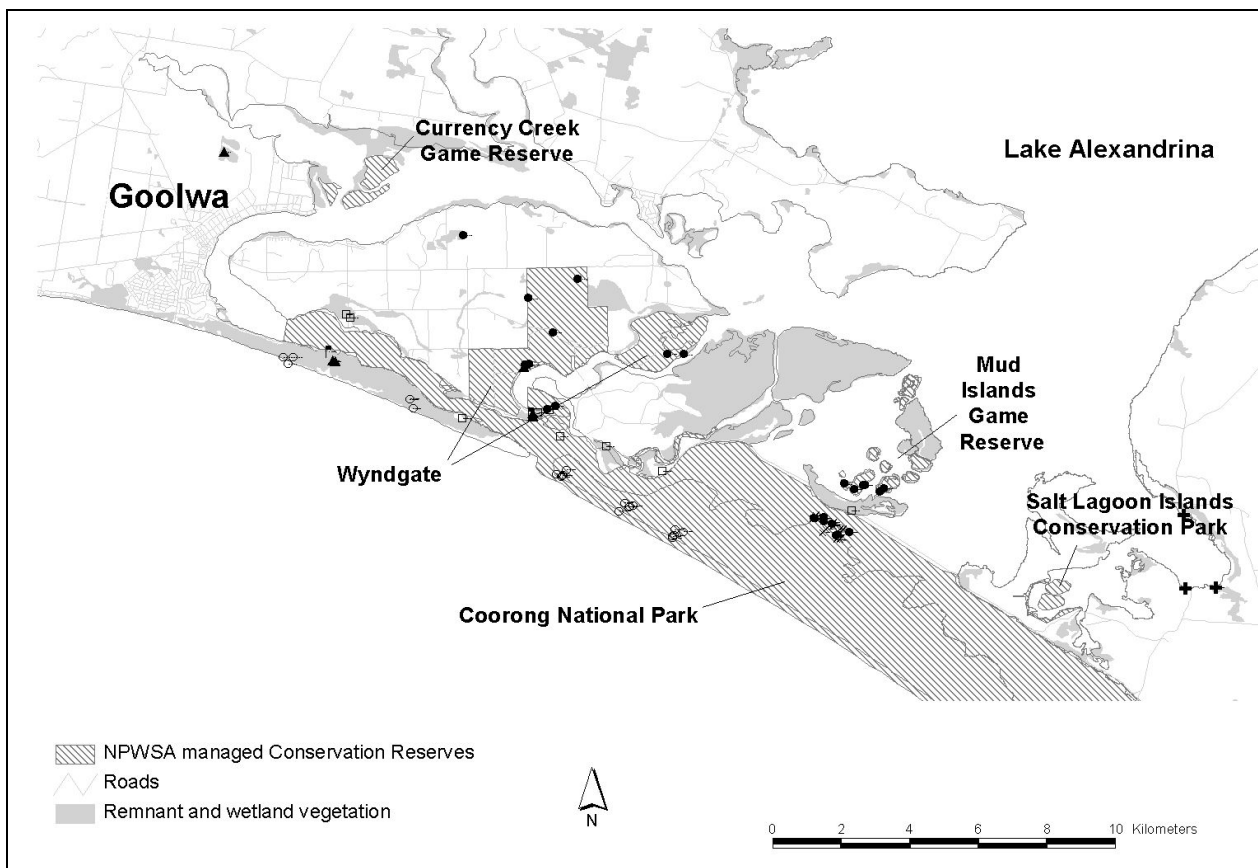 Currency Creek
Game Reserve
Lake Alexandrina
Goolwa
Mud
Islands
Game
Reserve
Wyndgate
Salt Lagoon Islands
Conservation Park
Coorong National Park
NPWSA managed Conservation Reserves
Roads
Remnant and wetland vegetation
N
0 2 4 6 8 10 Kilometers